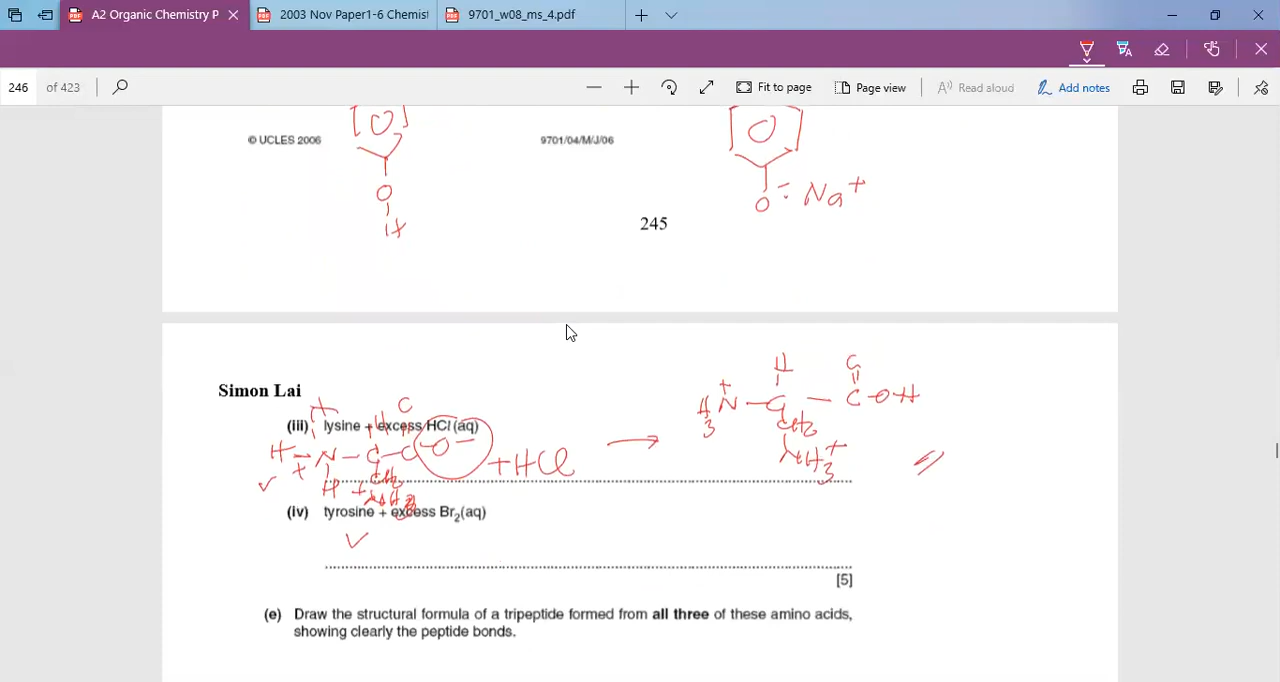 A2 Organic Chemistry P
2003 Nov Paper1-6 Chemist
9701_w08_ms_4.pdf
246 of 423
Fit to page
Page view
Read aloud
Add notes
© UCLES 2006
9701/04/M/J/06
O
H
O⁻ Na⁺
245
Simon Lai
(iii) lysine + excess HCl (aq)
+ HCl
(iv) tyrosine + excess Br₂(aq)
[5]
(e) Draw the structural formula of a tripeptide formed from all three of these amino acids,
showing clearly the peptide bonds.